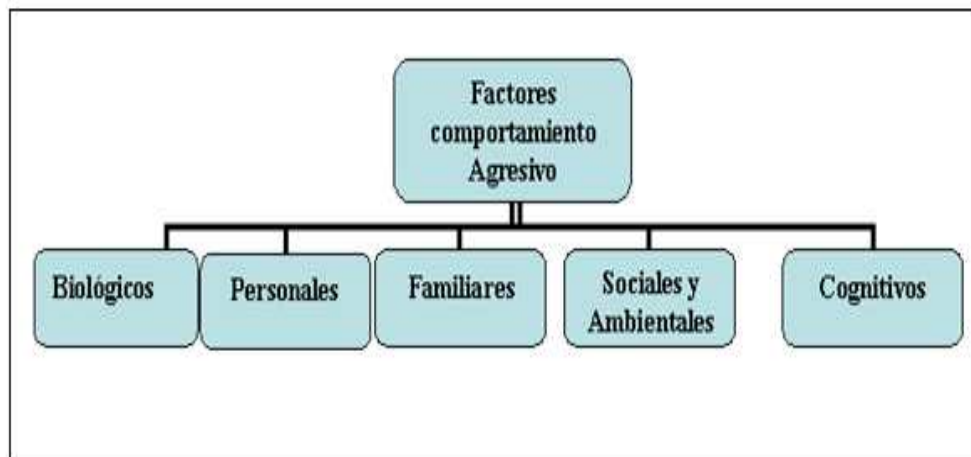 Factores
comportamiento
Agresivo
Biológicos
Personales
Familiares
Sociales y
Ambientales
Cognitivos